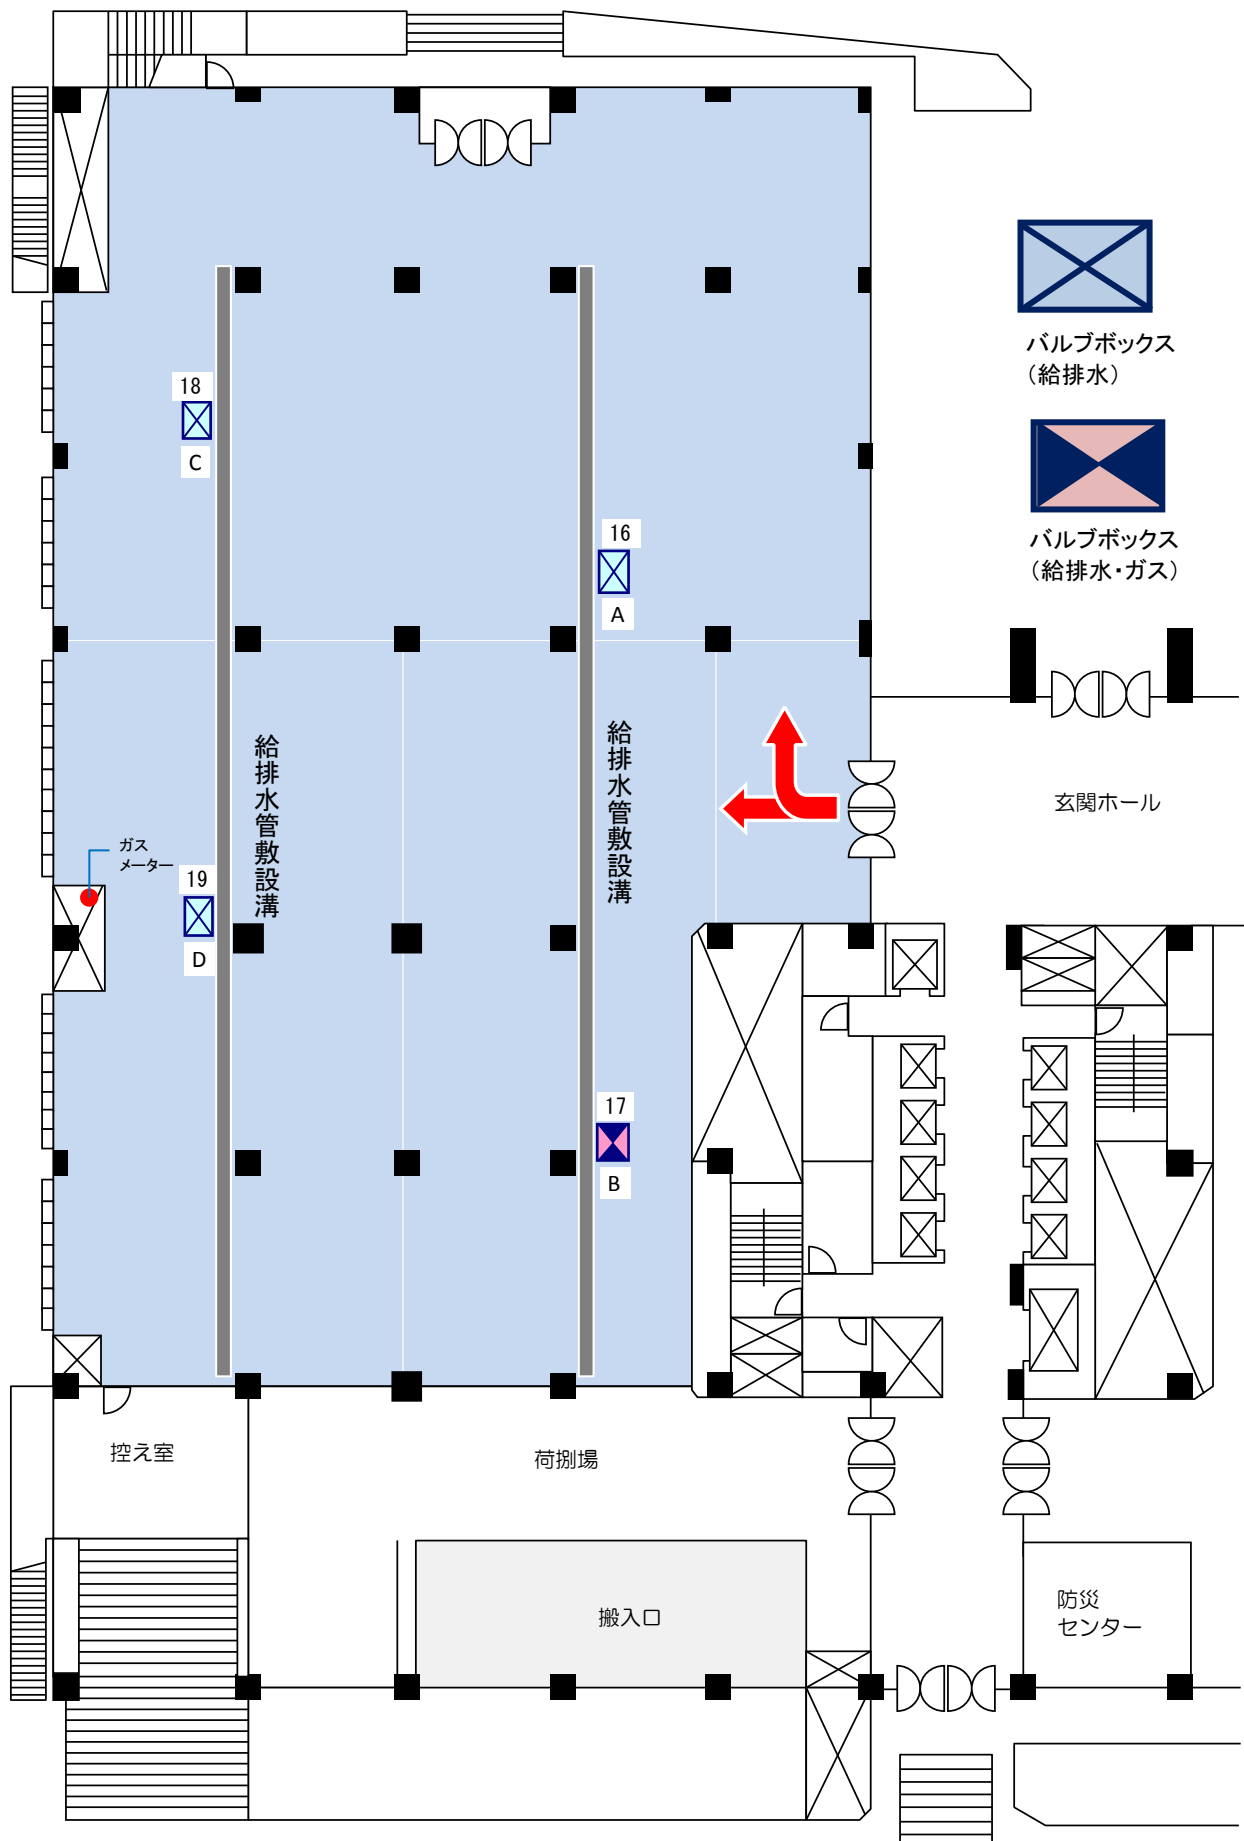 バルブボックス
（給排水）
18
C
バルブボックス
（給排水・ガス）
16
A
給排水管敷設溝
給排水管敷設溝
玄関ホール
ガス
メーター
19
D
17
B
控え室
荷捌場
搬入口
防災
センター